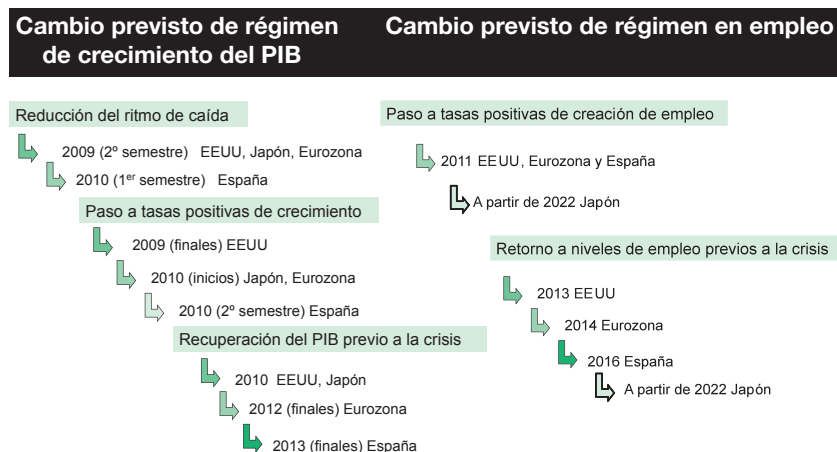 Cambio previsto de régimen
de crecimiento del PIB
Cambio previsto de régimen en empleo
Reducción del ritmo de caída
2009 (2º semestre) EEUU, Japón, Eurozona
2010 (1er semestre) España
Paso a tasas positivas de crecimiento
2009 (finales) EEUU
2010 (inicios) Japón, Eurozona
2010 (2º semestre) España
Recuperación del PIB previo a la crisis
2010 EEUU, Japón
2012 (finales) Eurozona
2013 (finales) España
Paso a tasas positivas de creación de empleo
2011 EEUU, Eurozona y España
A partir de 2022 Japón
Retorno a niveles de empleo previos a la crisis
2013 EEUU
2014 Eurozona
2016 España
A partir de 2022 Japón